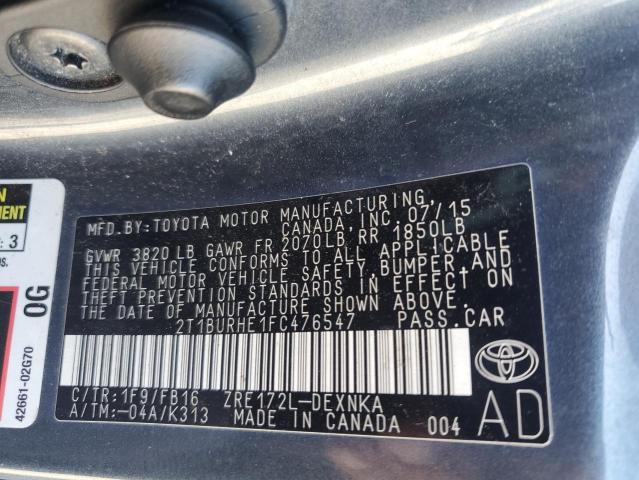 MFD.BY:TOYOTA MOTOR MANUFACTURING,
CANADA, INC. 07/15
GVWR 3820 LB GAWR FR 2070LB RR 1850LB
THIS VEHICLE CONFORMS TO ALL APPLICABLE
FEDERAL MOTOR VEHICLE SAFETY,BUMPER,AND
THEFT PREVENTION STANDARDS IN EFFECT ON
THE DATE OF MANUFACTURE SHOWN ABOVE.
2T1BURHE1FC476547 PASS.CAR
C/TR:1F9/FB16 ZRE172L-DEXNKA
A/TM:-04A/K313 MADE IN CANADA 004
AD
3
0G
42661-02G70